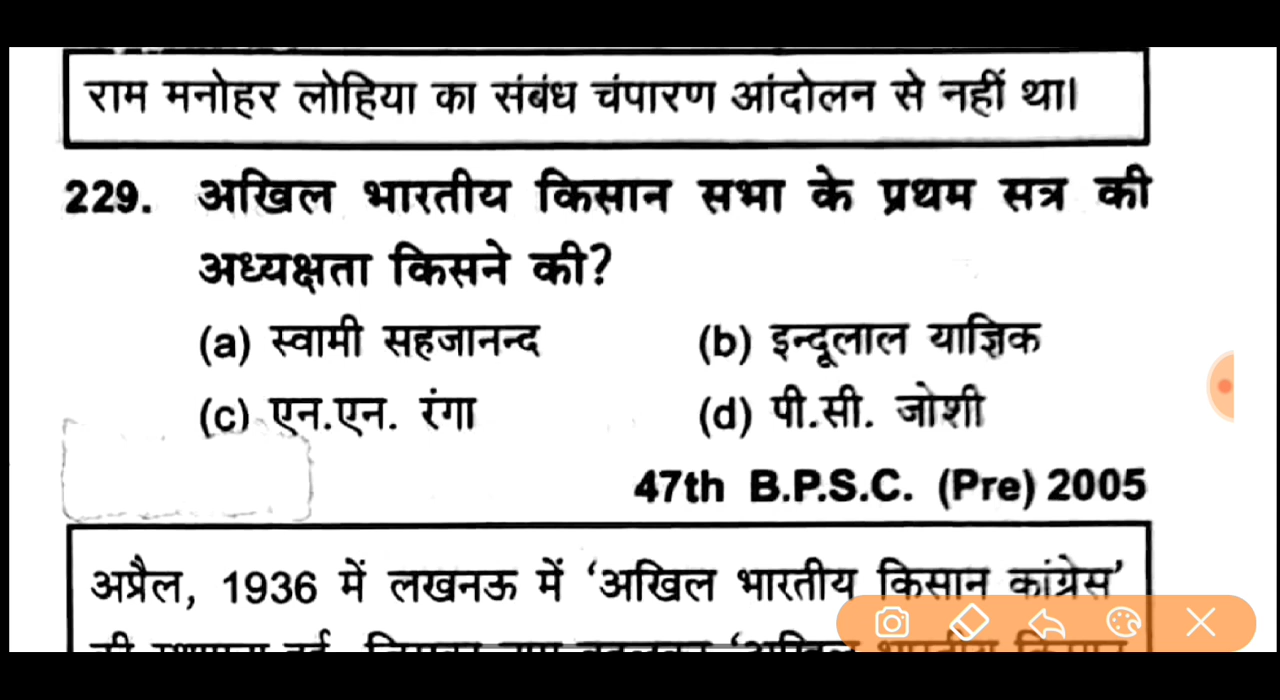 राम मनोहर लोहिया का संबंध चंपारण आंदोलन से नहीं था।
229. अखिल भारतीय किसान सभा के प्रथम सत्र की
अध्यक्षता किसने की?
(a) स्वामी सहजानन्द (b) इन्दूलाल याज्ञिक
(c) एन.एन. रंगा (d) पी.सी. जोशी
47th B.P.S.C. (Pre) 2005
अप्रैल, 1936 में लखनऊ में ‘अखिल भारतीय किसान कांग्रेस’